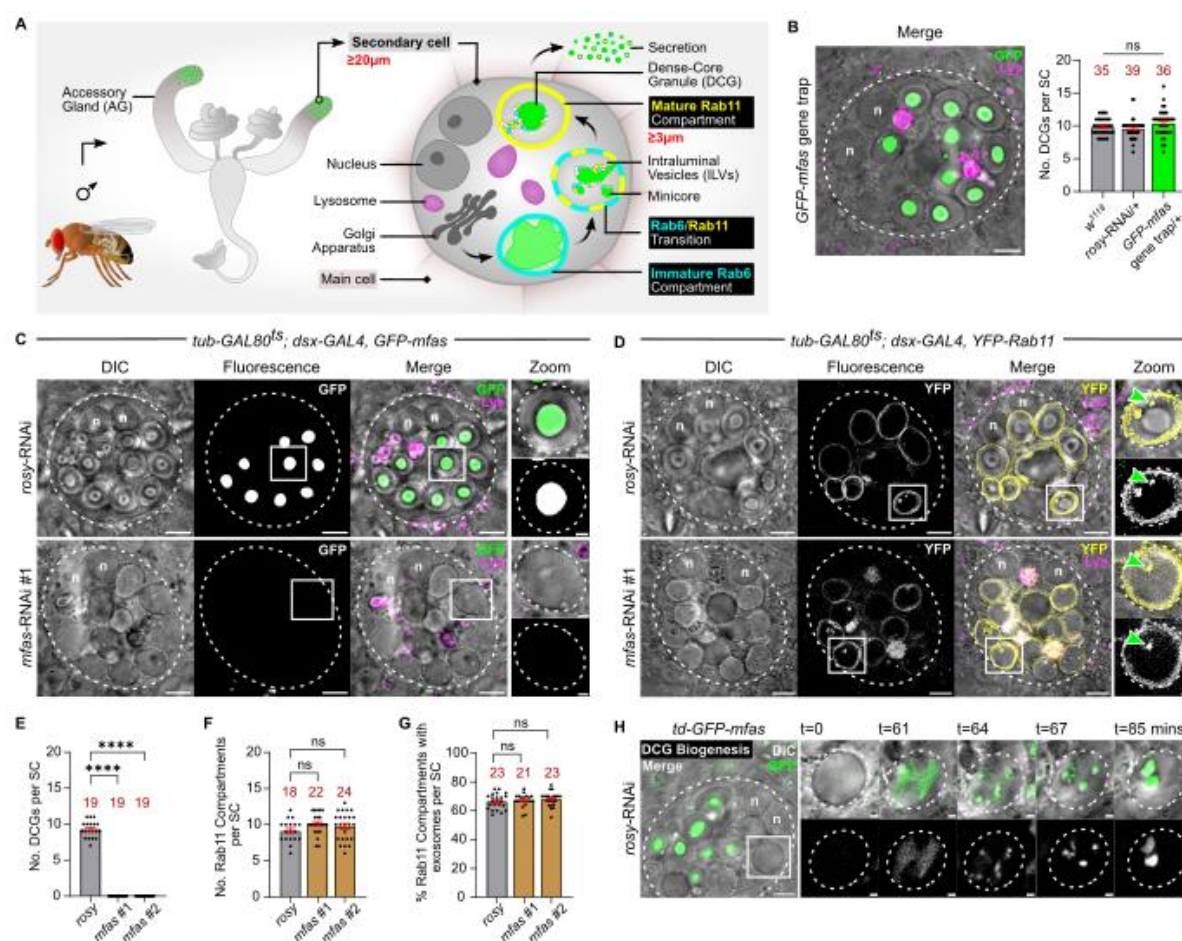 A
Secondary cell
≥20µm
Accessory
Gland (AG)
Nucleus
Lysosome
Golgi
Apparatus
Main cell
Secretion
Dense-Core
Granule (DCG)
Mature Rab11
Compartment
≥3µm
Intraluminal
Vesicles (ILVs)
Minicore
Rab6/Rab11
Transition
Immature Rab6
Compartment
♂
B
Merge
GFP
GFP-mfas gene trap
n
n
ns
35 39 36
No. DCGs per SC
20
15
10
5
0
w1118
rosy-RNAi/+
GFP-mfas
gene trap/+
C
tub-GAL80ts; dsx-GAL4, GFP-mfas
DIC Fluorescence Merge Zoom
rosy-RNAi
n n GFP GFP n
mfas-RNAi #1
n n GFP GFP n n
D
tub-GAL80ts; dsx-GAL4, YFP-Rab11
DIC Fluorescence Merge Zoom
rosy-RNAi
n YFP YFP n
mfas-RNAi #1
n n YFP YFP n n
E
No. DCGs per SC
20
15
10
5
0
****
****
19 19 19
rosy
mfas #1
mfas #2
F
No. Rab11 Compartments
per SC
20
15
10
5
0
ns
ns
18 22 24
rosy
mfas #1
mfas #2
G
% Rab11 Compartments with
exosomes per SC
100
80
60
40
20
0
ns
ns
23 21 23
rosy
mfas #1
mfas #2
H
td-GFP-mfas t=0 t=61 t=64 t=67 t=85 mins
DCG Biogenesis DIC
Merge GFP
rosy-RNAi
n
n